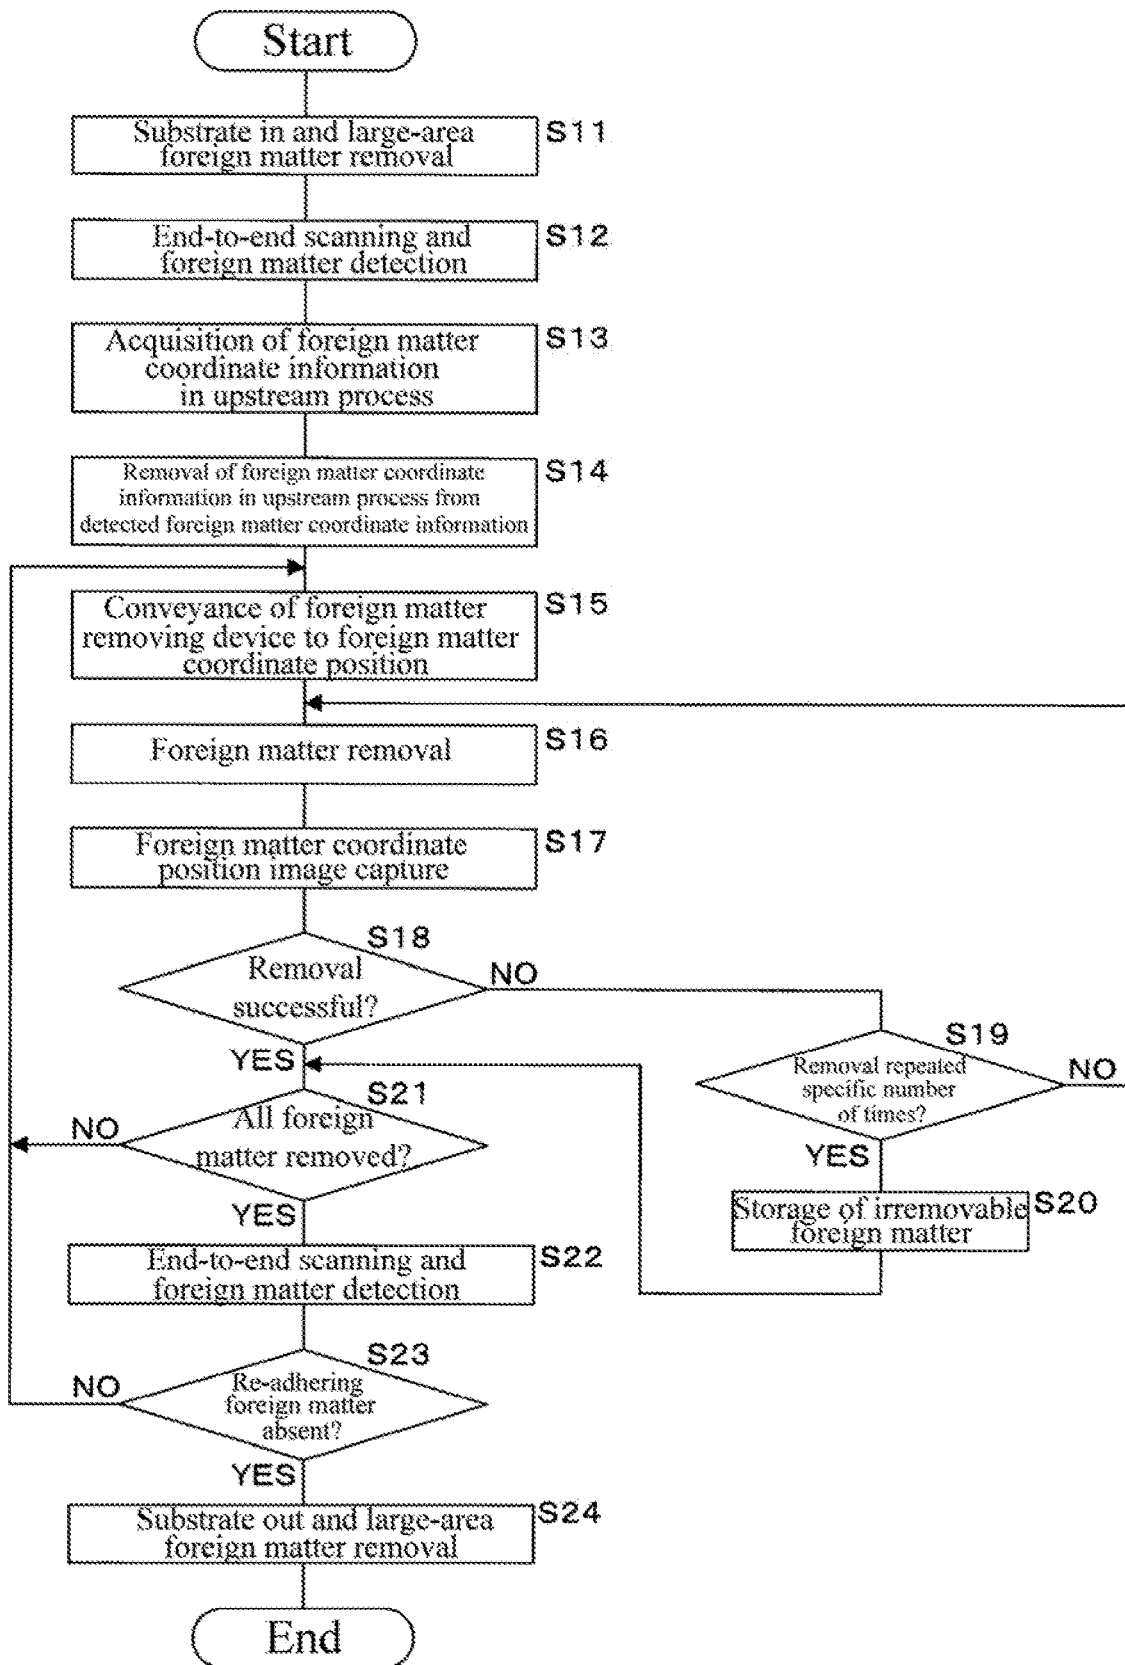 Start
Substrate in and large-area
foreign matter removal
S11
End-to-end scanning and
foreign matter detection
S12
Acquisition of foreign matter
coordinate information
in upstream process
S13
Removal of foreign matter coordinate
information in upstream process from
detected foreign matter coordinate information
S14
Conveyance of foreign matter
removing device to foreign matter
coordinate position
S15
Foreign matter removal
S16
Foreign matter coordinate
position image capture
S17
S18
Removal
successful?
NO
YES
S19
Removal repeated
specific number
of times?
NO
YES
S20
Storage of irremovable
foreign matter
S21
All foreign
matter removed?
NO
YES
End-to-end scanning and
foreign matter detection
S22
S23
Re-adhering
foreign matter
absent?
NO
YES
Substrate out and large-area
foreign matter removal
S24
End